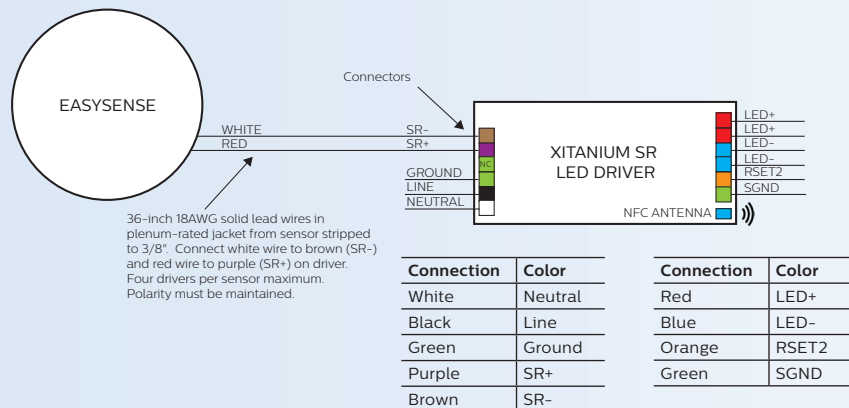 Connectors
EASYSENSE
WHITE
RED
SR-
SR+
NC
GROUND
LINE
NEUTRAL
XITANIUM SR
LED DRIVER
LED+
LED+
LED-
LED-
RSET2
SGND
NFC ANTENNA
36-inch 18AWG solid lead wires in
plenum-rated jacket from sensor stripped
to 3/8". Connect white wire to brown (SR-)
and red wire to purple (SR+) on driver.
Four drivers per sensor maximum.
Polarity must be maintained.
Connection Color
White Neutral
Black Line
Green Ground
Purple SR+
Brown SR-
Connection Color
Red LED+
Blue LED-
Orange RSET2
Green SGND